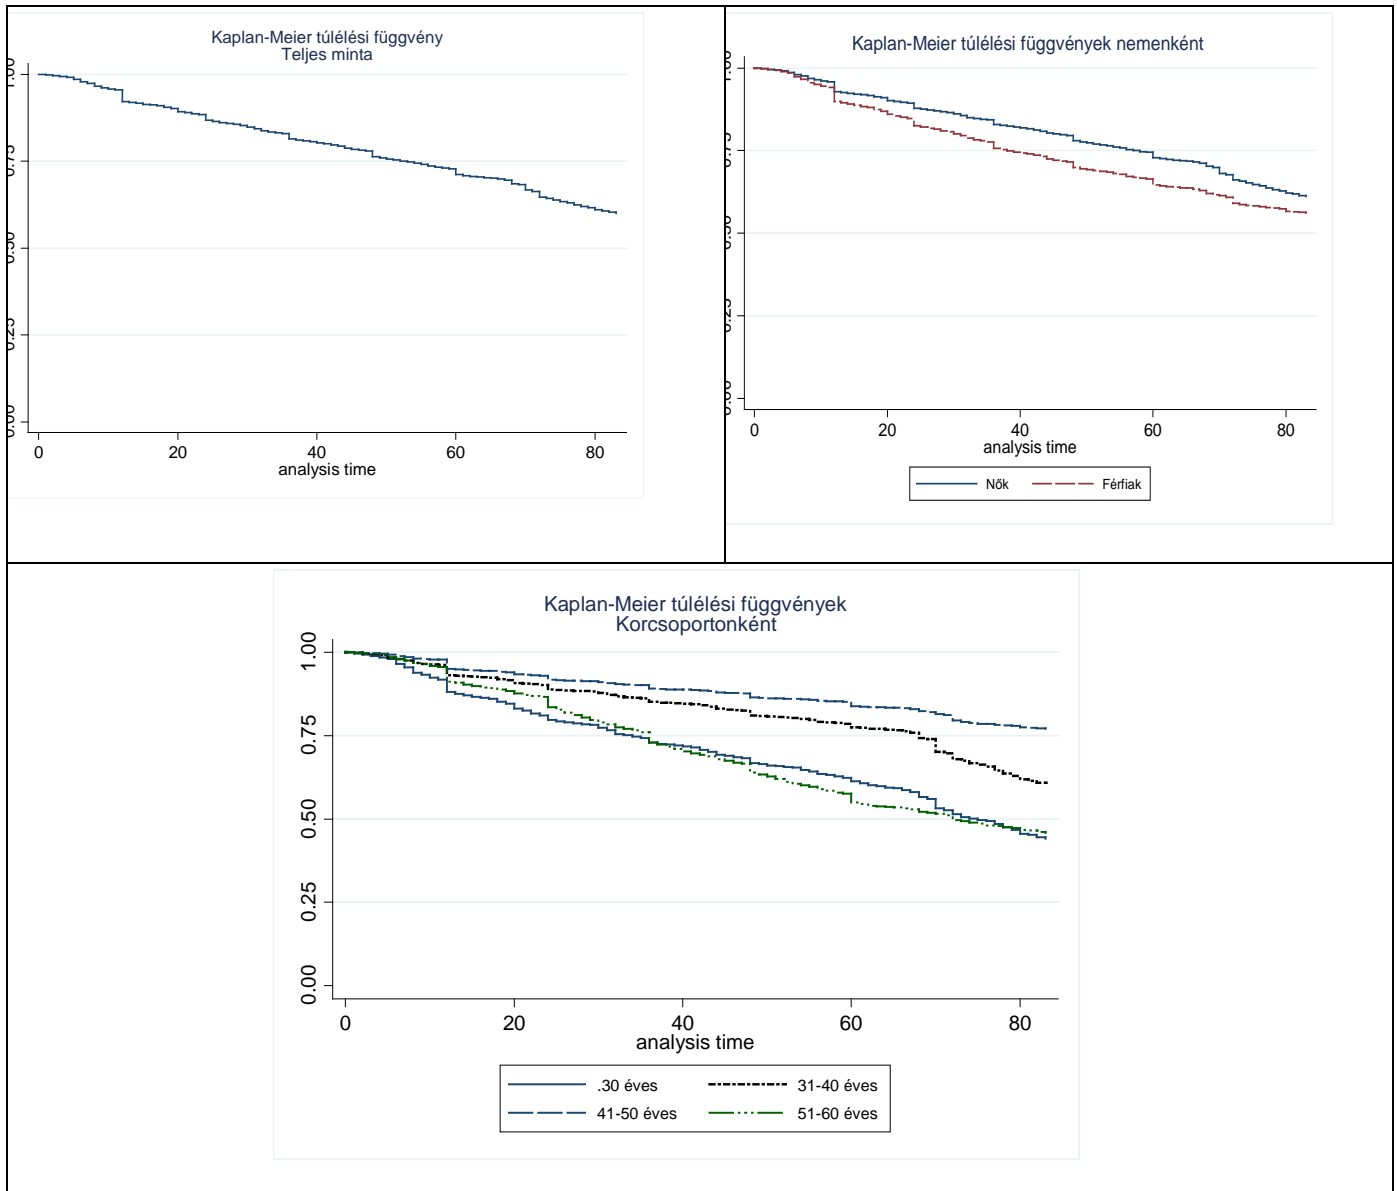 Kaplan-Meier túlélési függvény
Teljes minta
0 20 40 60 80
analysis time
Kaplan-Meier túlélési függvények nemenként
0 20 40 60 80
analysis time
Nők Férfiak
Kaplan-Meier túlélési függvények
Korcsoportonként
1.00
0.75
0.50
0.25
0.00
0 20 40 60 80
analysis time
.30 éves 31-40 éves
41-50 éves 51-60 éves